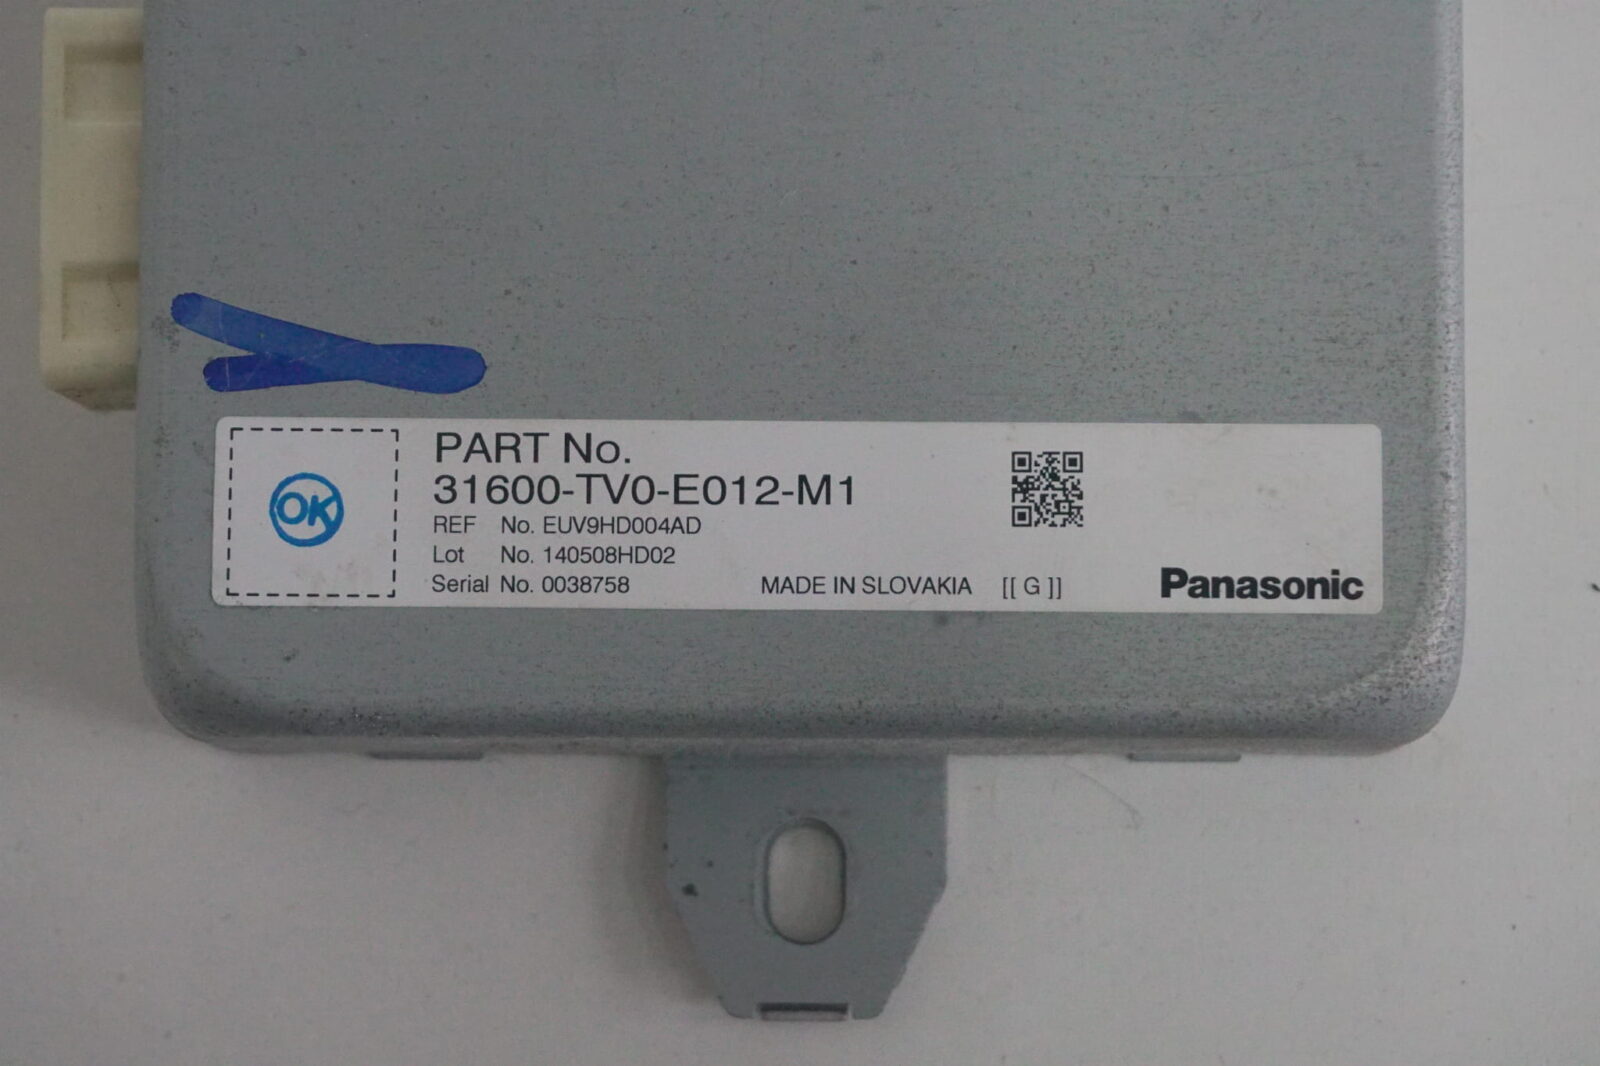 OK
PART No.
31600-TV0-E012-M1
REF No. EUV9HD004AD
Lot No. 140508HD02
Serial No. 0038758 MADE IN SLOVAKIA [[ G ]] Panasonic